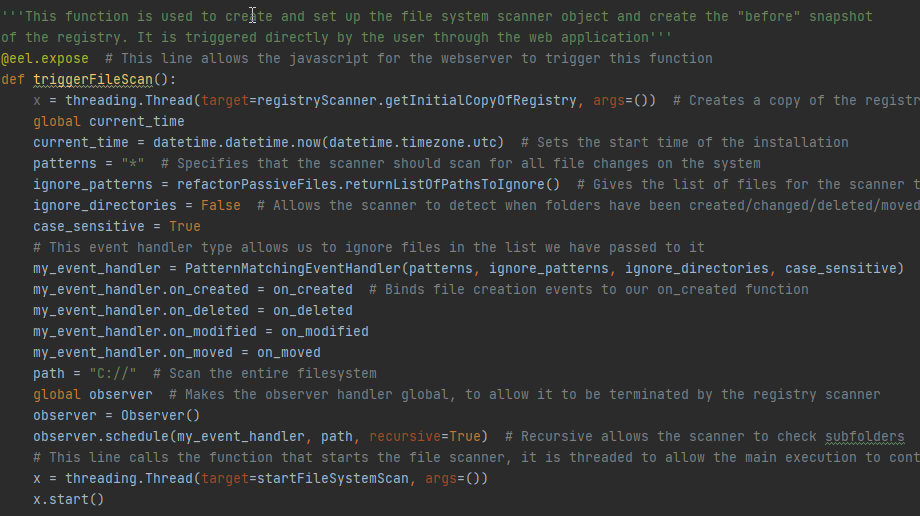 '''This function is used to create and set up the file system scanner object and create the "before" snapshot
of the registry. It is triggered directly by the user through the web application'''
@eel.expose  # This line allows the javascript for the webserver to trigger this function
def triggerFileScan():
    x = threading.Thread(target=registryScanner.getInitialCopyOfRegistry, args=())  # Creates a copy of the registr
    global current_time
    current_time = datetime.datetime.now(datetime.timezone.utc)  # Sets the start time of the installation
    patterns = "*"  # Specifies that the scanner should scan for all file changes on the system
    ignore_patterns = refactorPassiveFiles.returnListOfPathsToIgnore()  # Gives the list of files for the scanner t
    ignore_directories = False  # Allows the scanner to detect when folders have been created/changed/deleted/moved
    case_sensitive = True
    # This event handler type allows us to ignore files in the list we have passed to it
    my_event_handler = PatternMatchingEventHandler(patterns, ignore_patterns, ignore_directories, case_sensitive)
    my_event_handler.on_created = on_created  # Binds file creation events to our on_created function
    my_event_handler.on_deleted = on_deleted
    my_event_handler.on_modified = on_modified
    my_event_handler.on_moved = on_moved
    path = "C://"  # Scan the entire filesystem
    global observer  # Makes the observer handler global, to allow it to be terminated by the registry scanner
    observer = Observer()
    observer.schedule(my_event_handler, path, recursive=True)  # Recursive allows the scanner to check subfolders
    # This line calls the function that starts the file scanner, it is threaded to allow the main execution to cont
    x = threading.Thread(target=startFileSystemScan, args=())
    x.start()